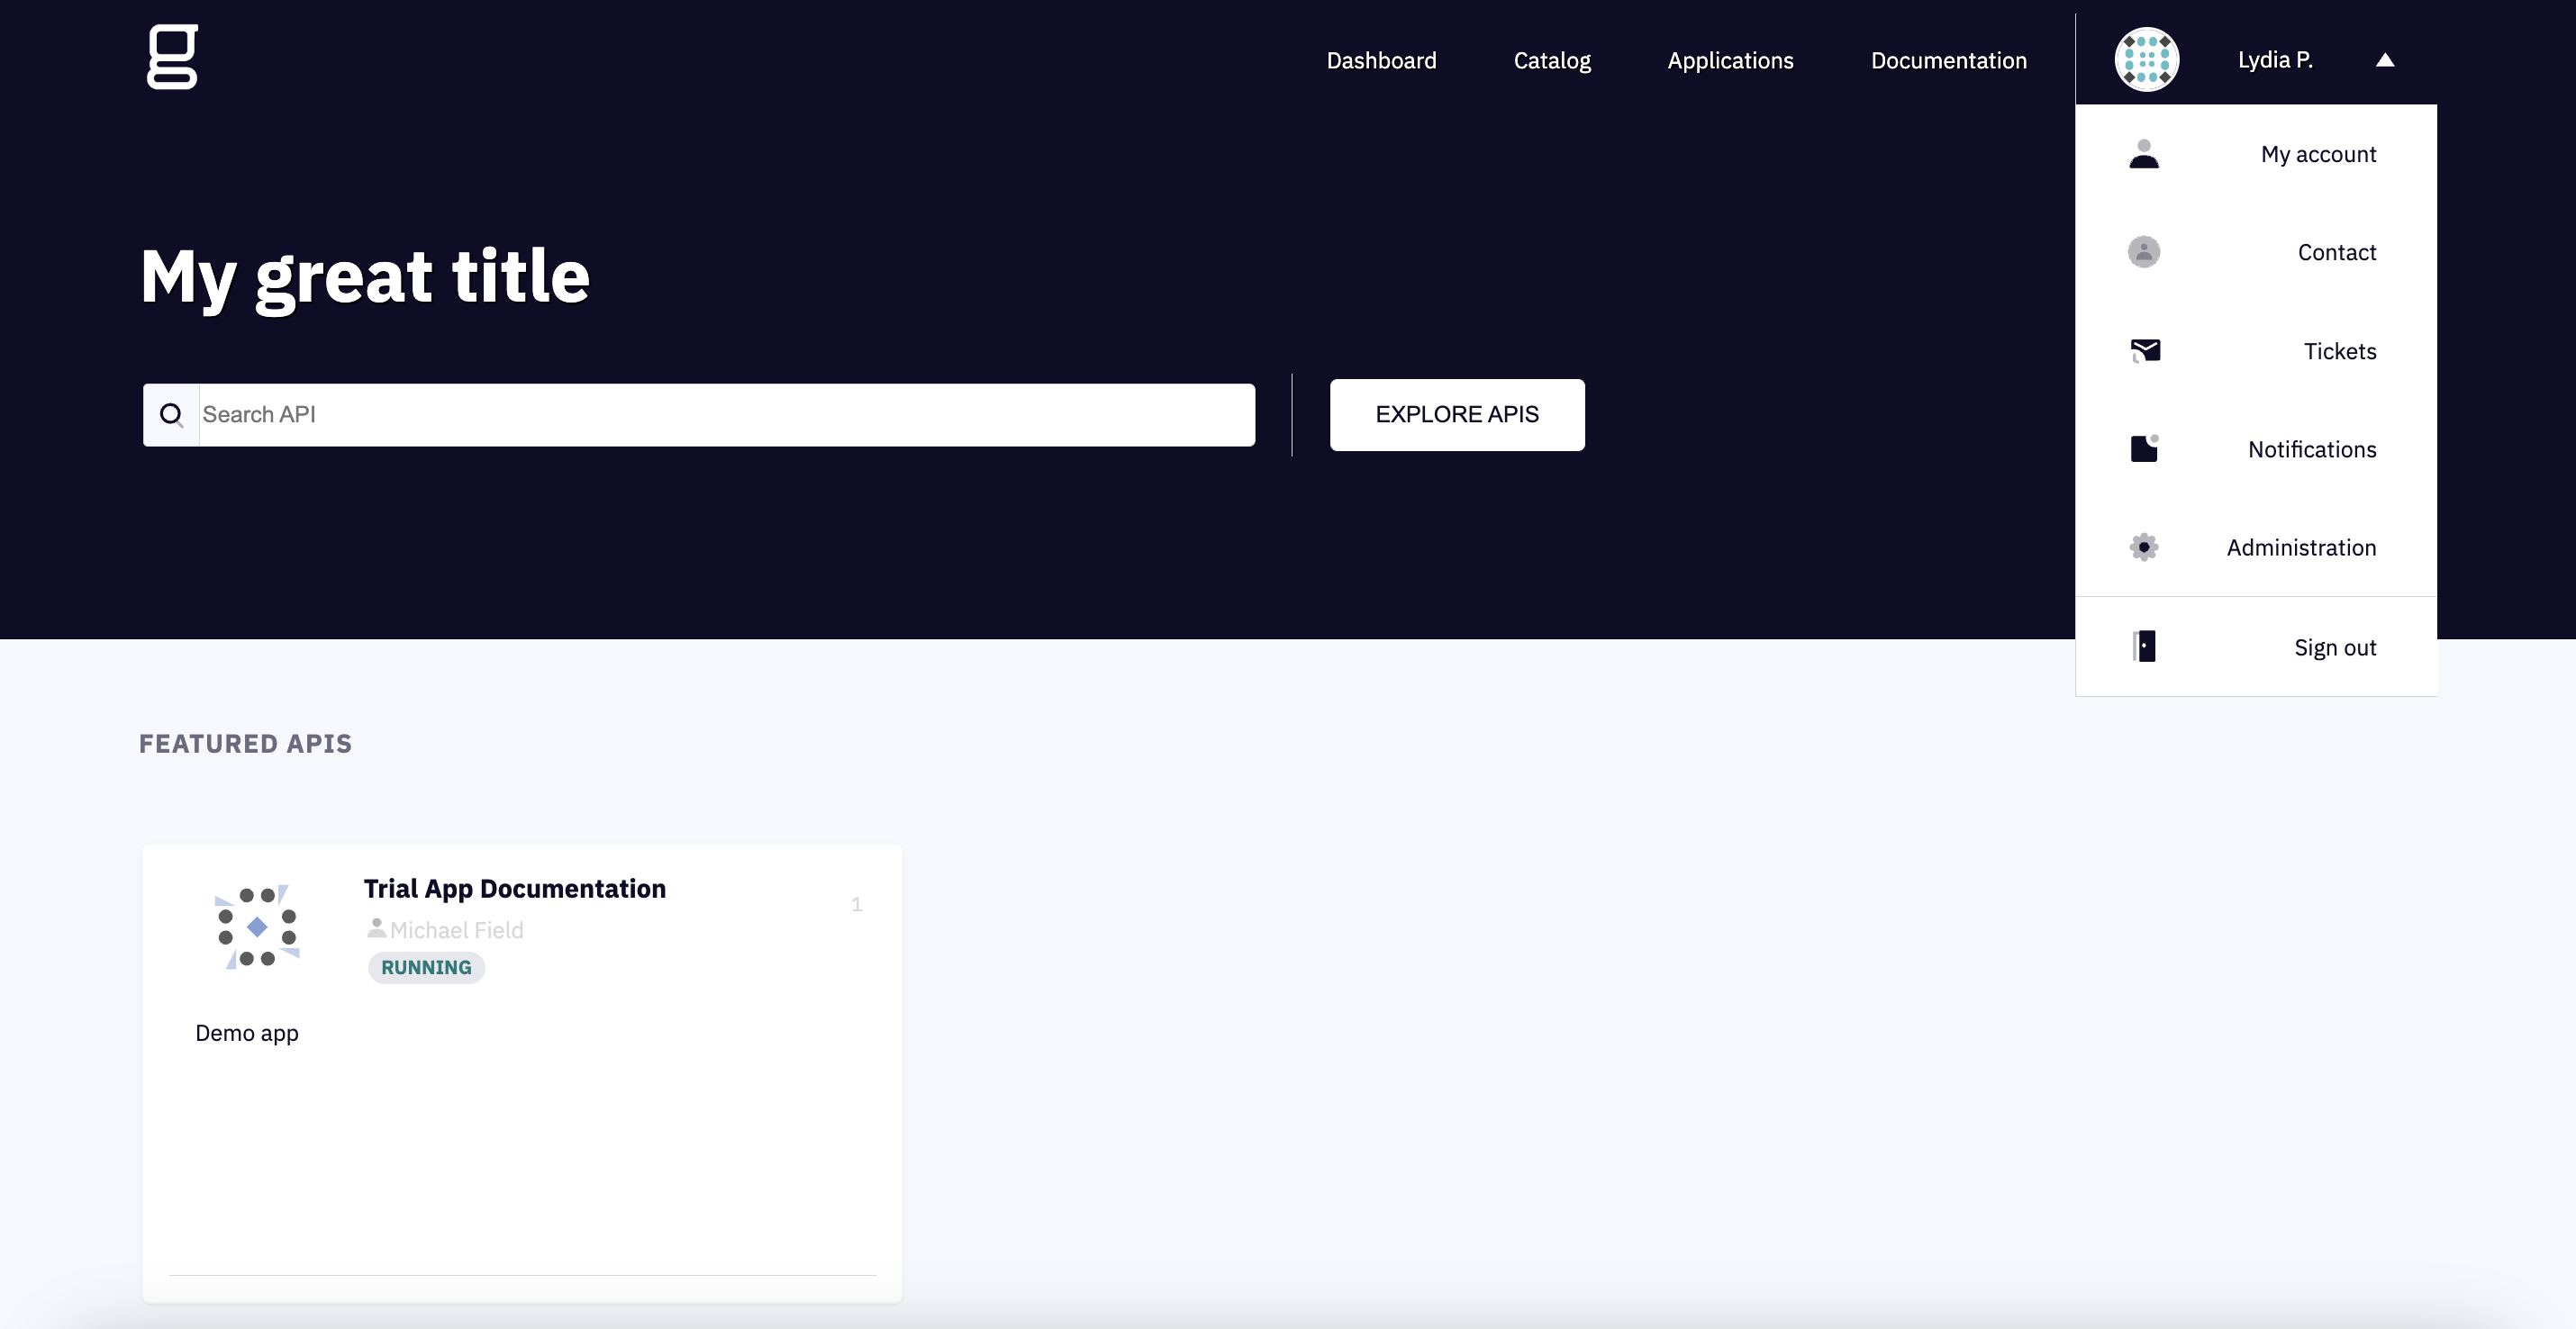 g
Dashboard
Catalog
Applications
Documentation
Lydia P.
My account
Contact
Tickets
Notifications
Administration
Sign out
My great title
Search API
EXPLORE APIS
FEATURED APIS
Trial App Documentation
1
Michael Field
RUNNING
Demo app